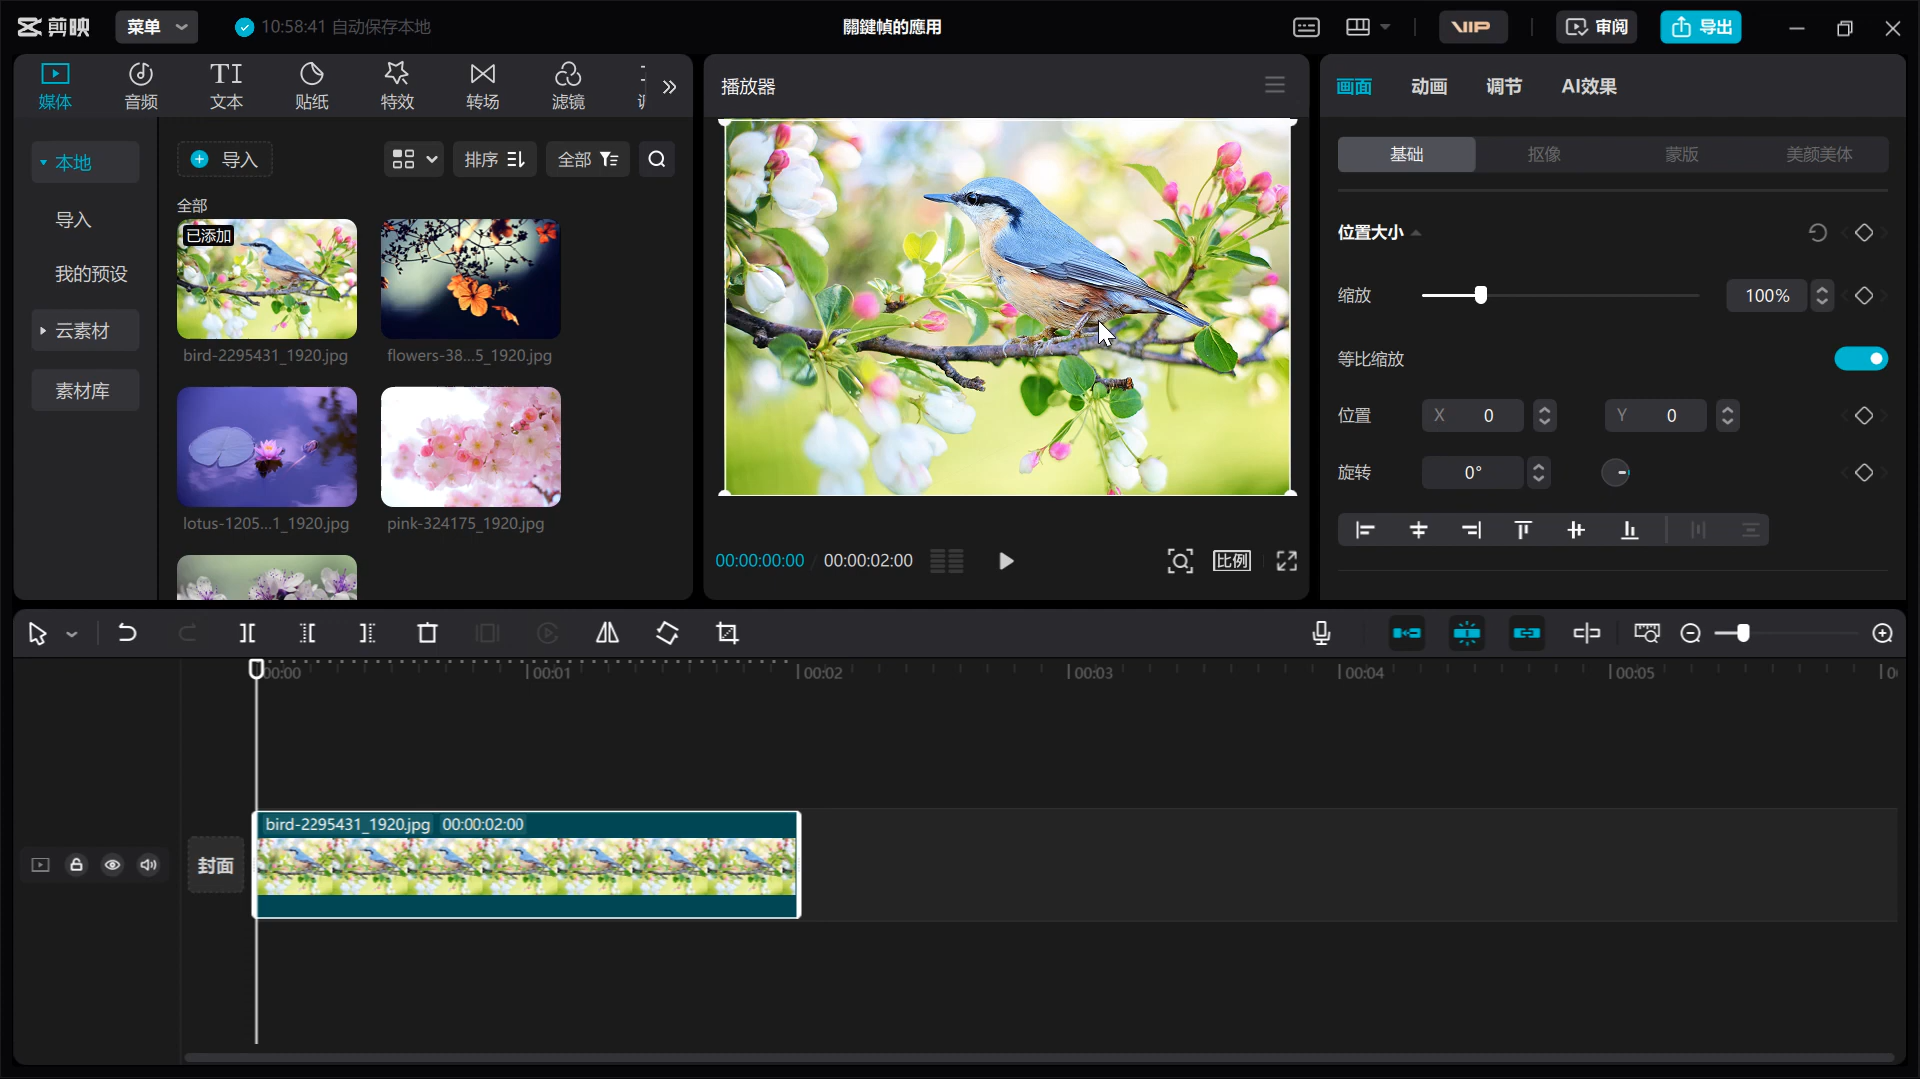 剪映
菜单
10:58:41 自动保存本地
關鍵幀的應用
VIP
审阅
导出
媒体
音频
文本
贴纸
特效
转场
滤镜
播放器
画面
动画
调节
AI效果
本地
导入
我的预设
云素材
素材库
导入
排序
全部
全部
已添加
bird-2295431_1920.jpg
flowers-38...5_1920.jpg
lotus-1205...1_1920.jpg
pink-324175_1920.jpg
00:00:00:00 / 00:00:02:00
比例
基础
抠像
蒙版
美颜美体
位置大小
缩放
100%
等比缩放
位置
X 0
Y 0
旋转
0°
00:00
00:01
00:02
00:03
00:04
00:05
封面
bird-2295431_1920.jpg 00:00:02:00